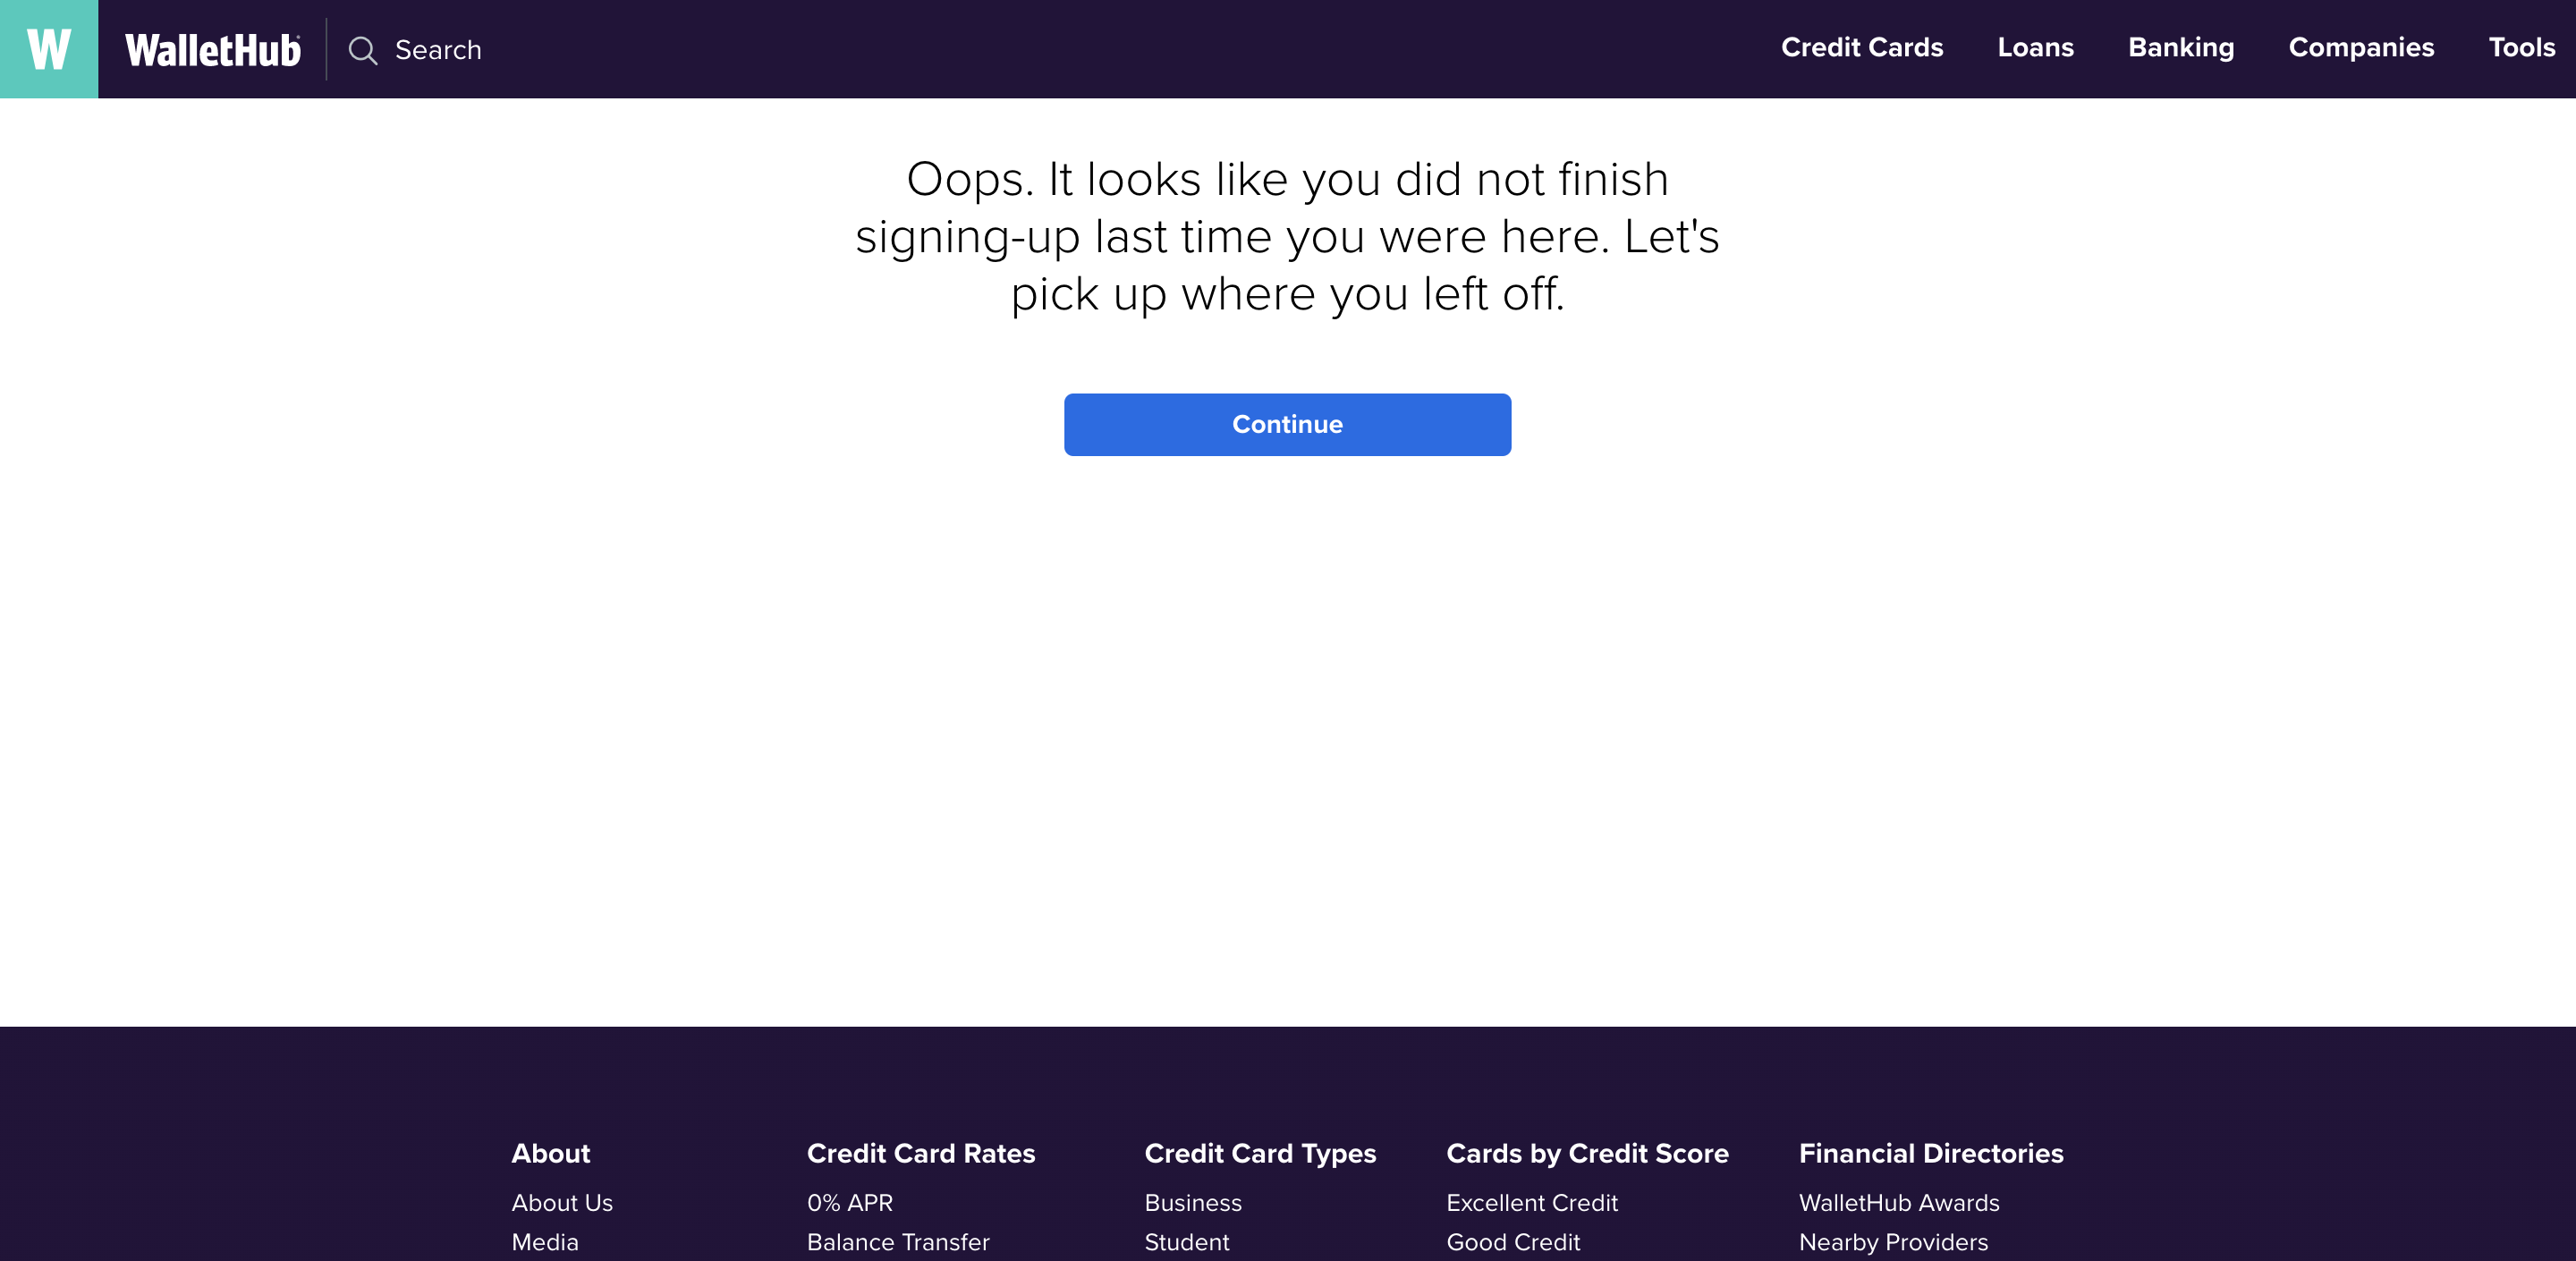 W WalletHub Search Credit Cards Loans Banking Companies Tools
Oops. It looks like you did not finish
signing-up last time you were here. Let's
pick up where you left off.
Continue
About Credit Card Rates Credit Card Types Cards by Credit Score Financial Directories
About Us 0% APR Business Excellent Credit WalletHub Awards
Media Balance Transfer Student Good Credit Nearby Providers